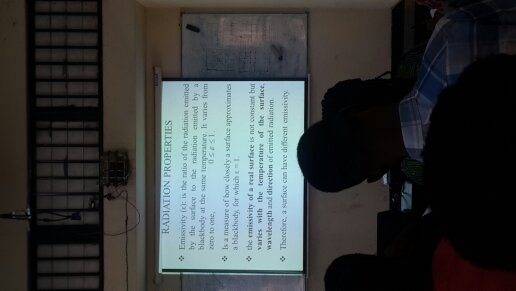 RADIATION PROPERTIES
❖ Emissivity (ε): is the ratio of the radiation emitted
by the surface to the radiation emitted by a
blackbody at the same temperature. It varies from
zero to one,
0 ≤ ε ≤ 1.
❖ Is a measure of how closely a surface approximates
a blackbody, for which ε = 1.
❖ the emissivity of a real surface is not constant but
varies with the temperature of the surface,
wavelength and direction of emitted radiation.
❖ Therefore, a surface can have different emissivity.